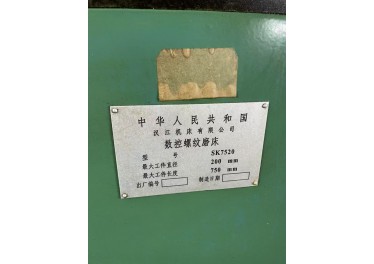 中华人民共和国
汉江机床有限公司
数控螺纹磨床
型号 SK7520
最大工件直径 200 mm
最大工件长度 750 mm
出厂编号 制造日期